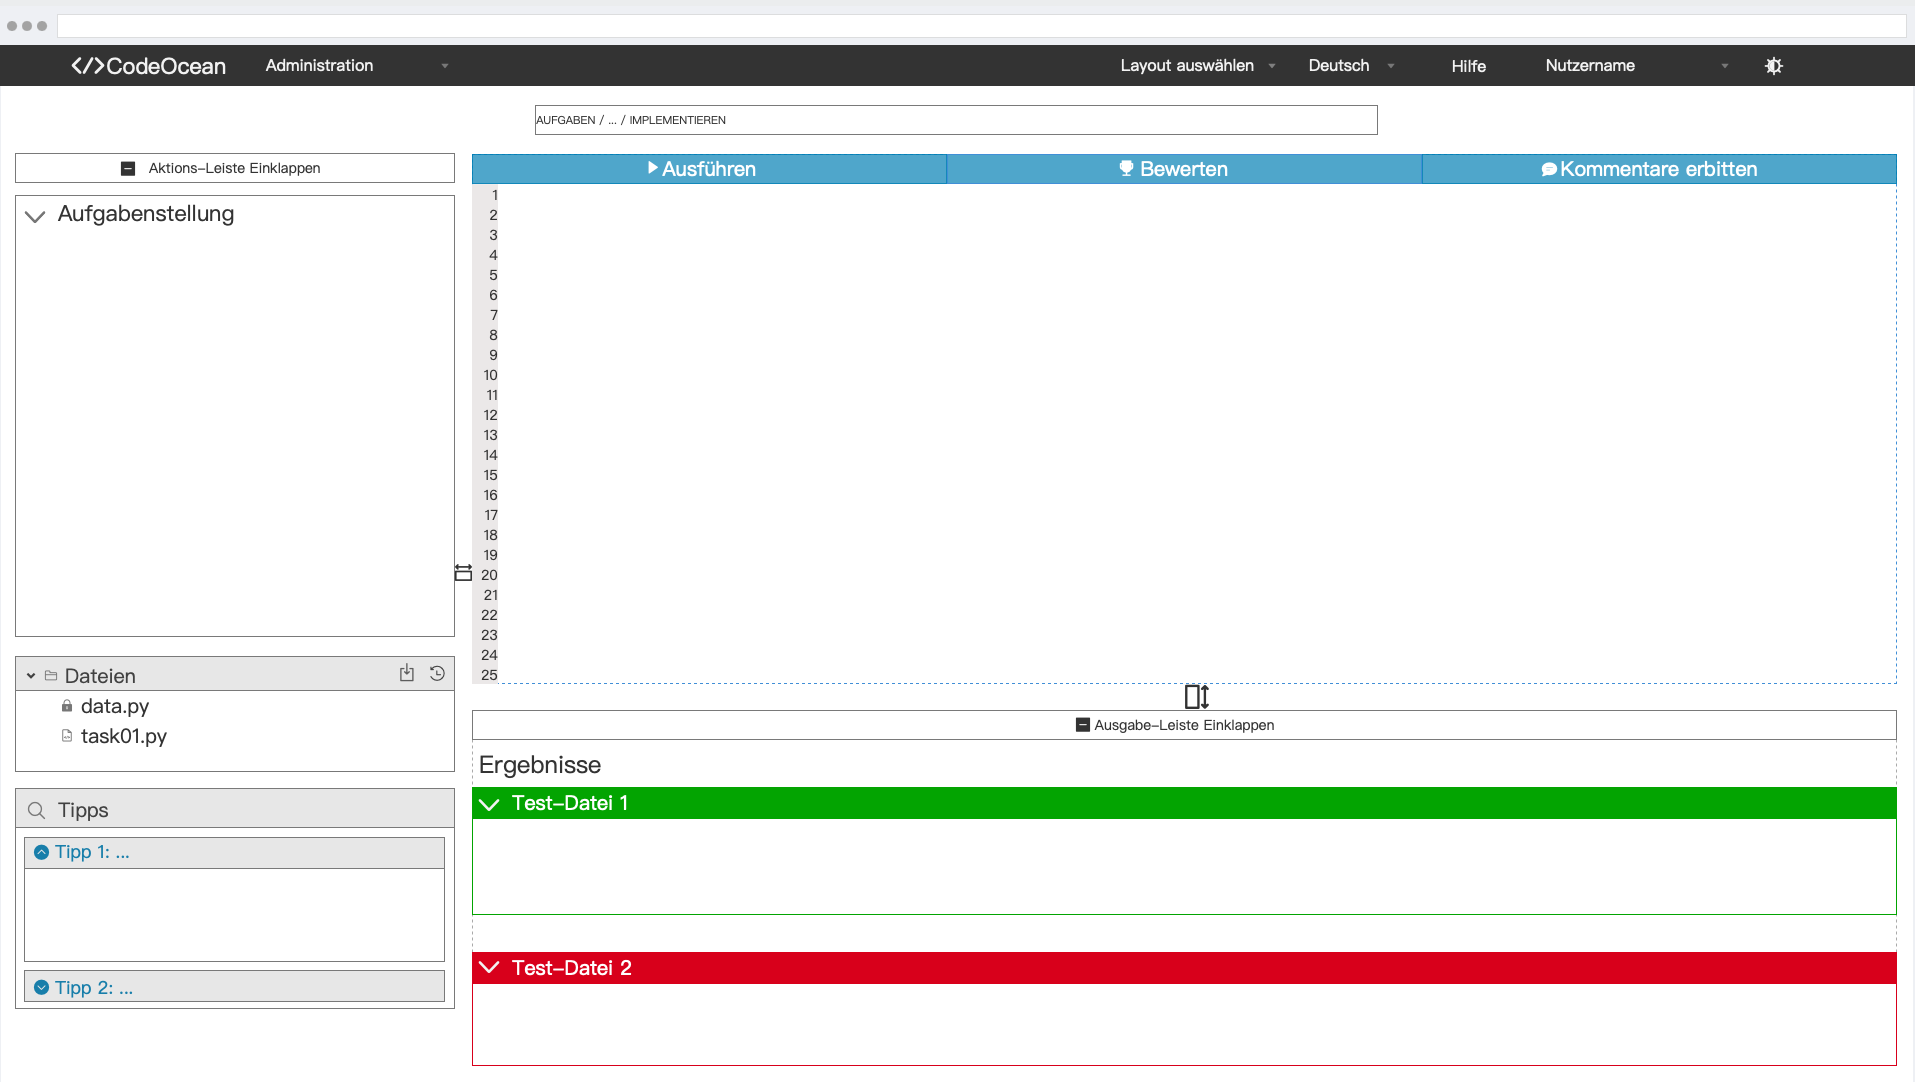 </>CodeOcean Administration Layout auswählen Deutsch Hilfe Nutzername
AUFGABEN / ... / IMPLEMENTIEREN
Aktions-Leiste Einklappen
Aufgabenstellung
Dateien
data.py
task01.py
Tipps
Tipp 1: ...
Tipp 2: ...
Ausführen Bewerten Kommentare erbitten
1
2
3
4
5
6
7
8
9
10
11
12
13
14
15
16
17
18
19
20
21
22
23
24
25
Ausgabe-Leiste Einklappen
Ergebnisse
Test-Datei 1
Test-Datei 2